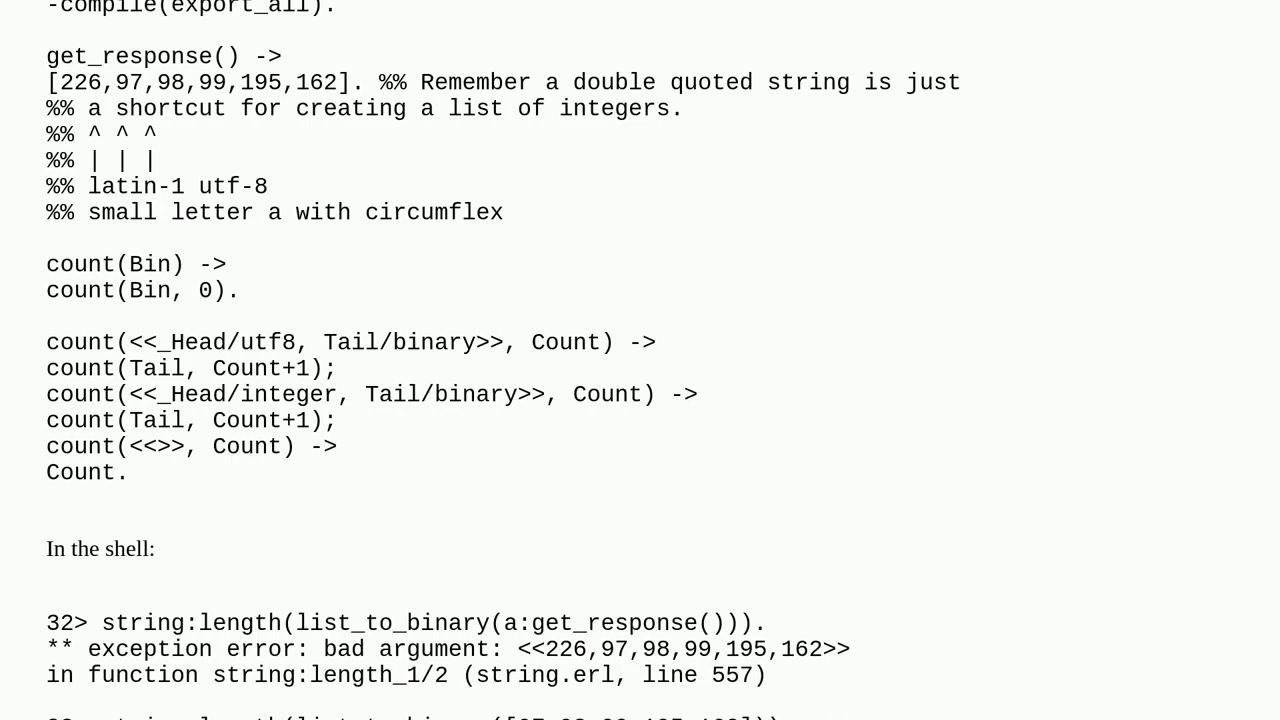 -compile(export_all).
get_response() ->
[226,97,98,99,195,162]. %% Remember a double quoted string is just
%% a shortcut for creating a list of integers.
%% ^ ^ ^
%% | | |
%% latin-1 utf-8
%% small letter a with circumflex
count(Bin) ->
count(Bin, 0).
count(<<_Head/utf8, Tail/binary>>, Count) ->
count(Tail, Count+1);
count(<<_Head/integer, Tail/binary>>, Count) ->
count(Tail, Count+1);
count(<<>>, Count) ->
Count.
In the shell:
32> string:length(list_to_binary(a:get_response())).
** exception error: bad argument: <<226,97,98,99,195,162>>
in function string:length_1/2 (string.erl, line 557)